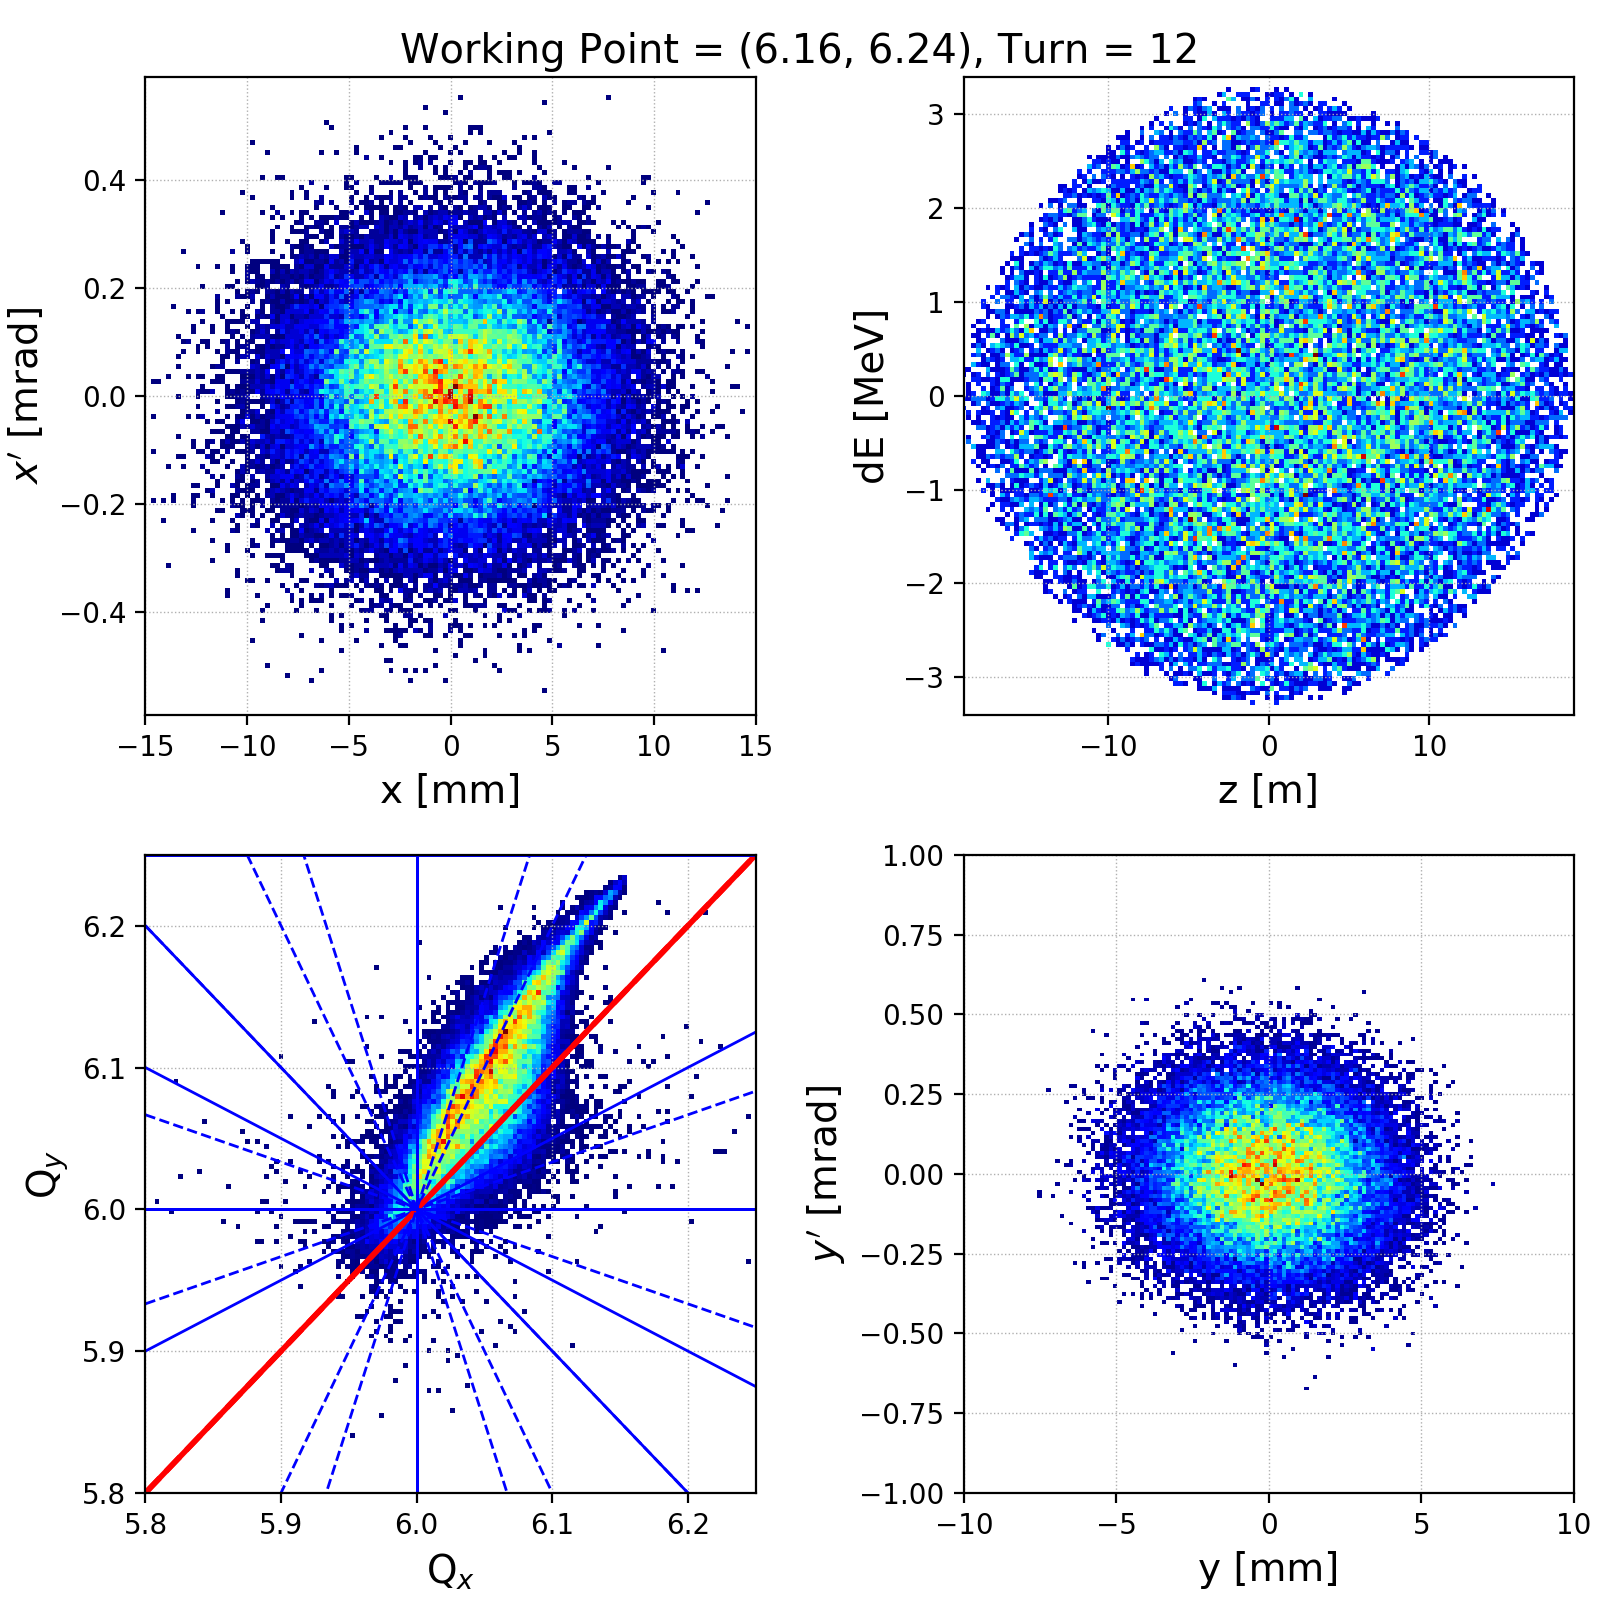 Working Point = (6.16, 6.24), Turn = 12
0.4
0.2
0.0
−0.2
−0.4
x′ [mrad]
−15 −10 −5 0 5 10 15
x [mm]
3
2
1
0
−1
−2
−3
dE [MeV]
−10 0 10
z [m]
6.2
6.1
6.0
5.9
5.8
Qy
5.8 5.9 6.0 6.1 6.2
Qx
1.00
0.75
0.50
0.25
0.00
−0.25
−0.50
−0.75
−1.00
y′ [mrad]
−10 −5 0 5 10
y [mm]